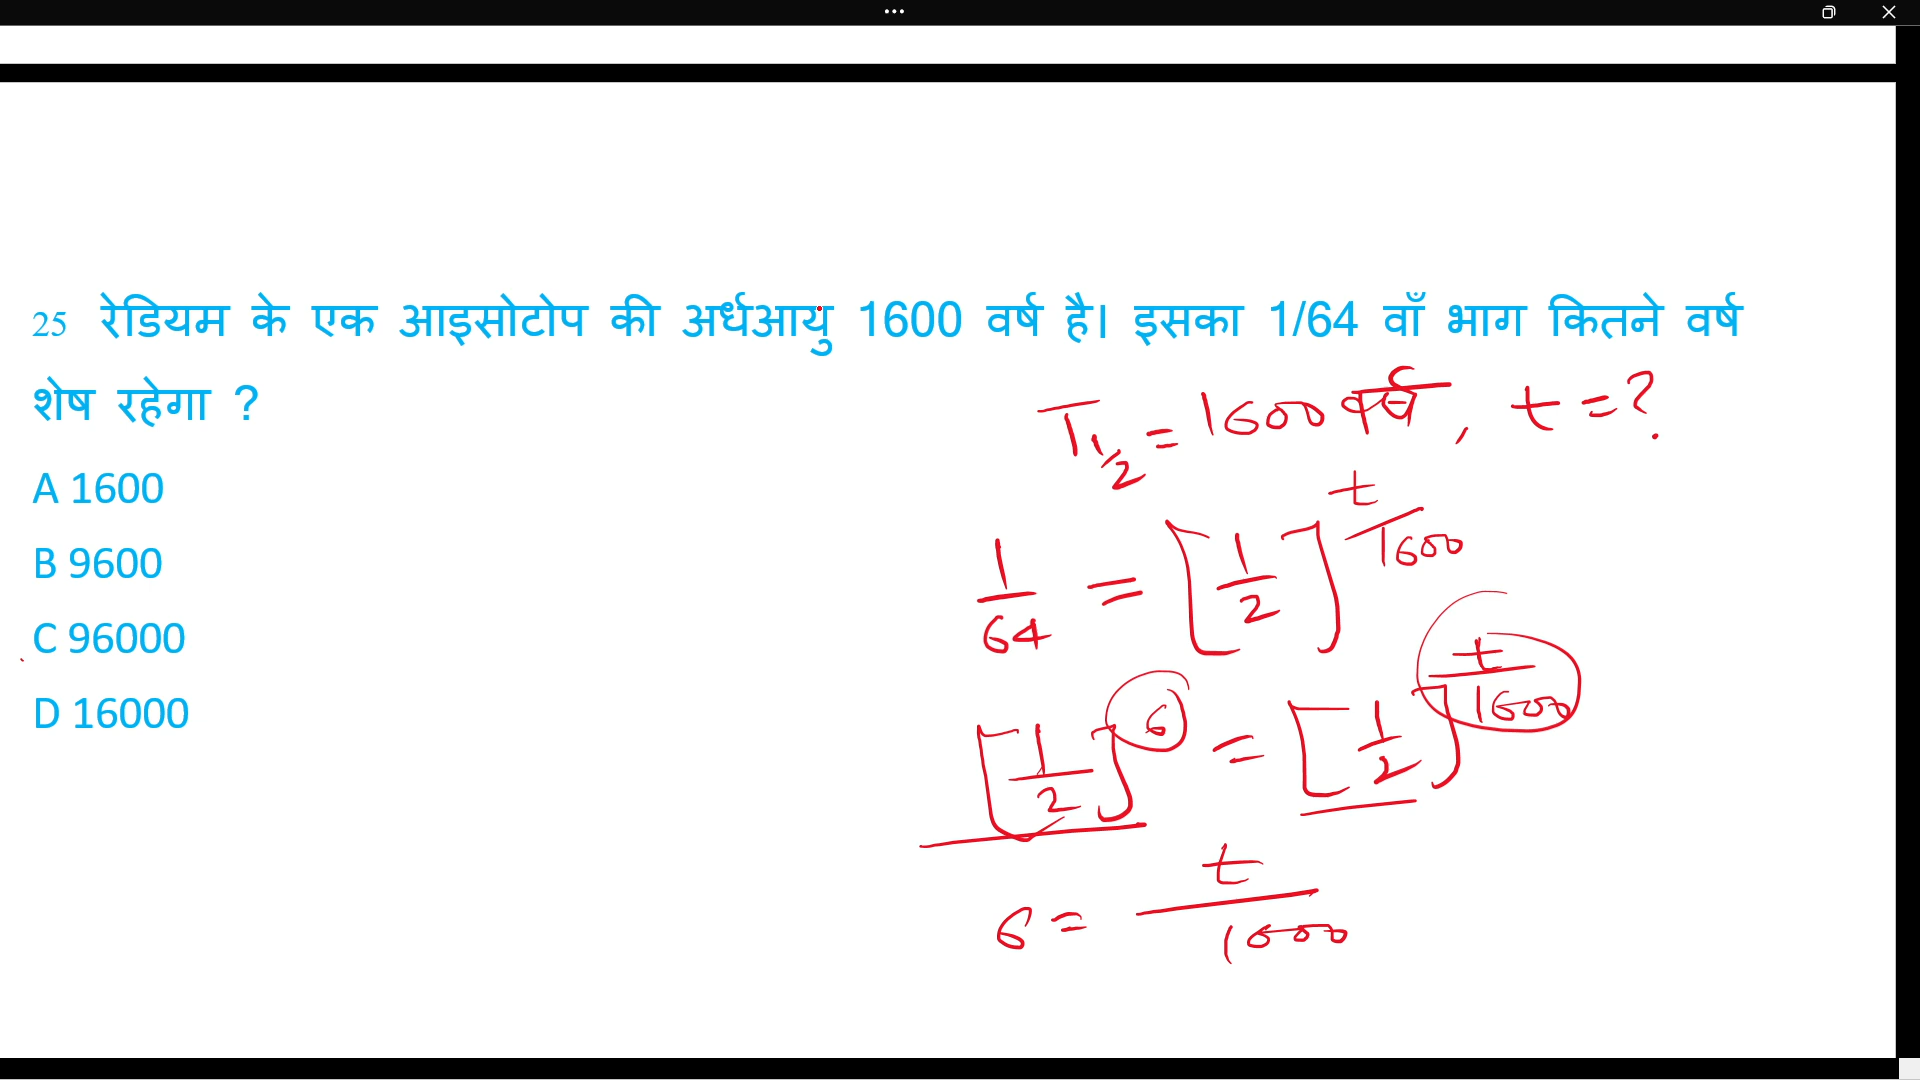 25 रेडियम के एक आइसोटोप की अर्धआयु 1600 वर्ष है। इसका 1/64 वाँ भाग कितने वर्ष
शेष रहेगा ?
A 1600
B 9600
C 96000
D 16000
T1/2 = 1600 वर्ष, t = ?
1/64 = [1/2]^t/1600
[1/2]^6 = [1/2]^t/1600
6 = t/1600